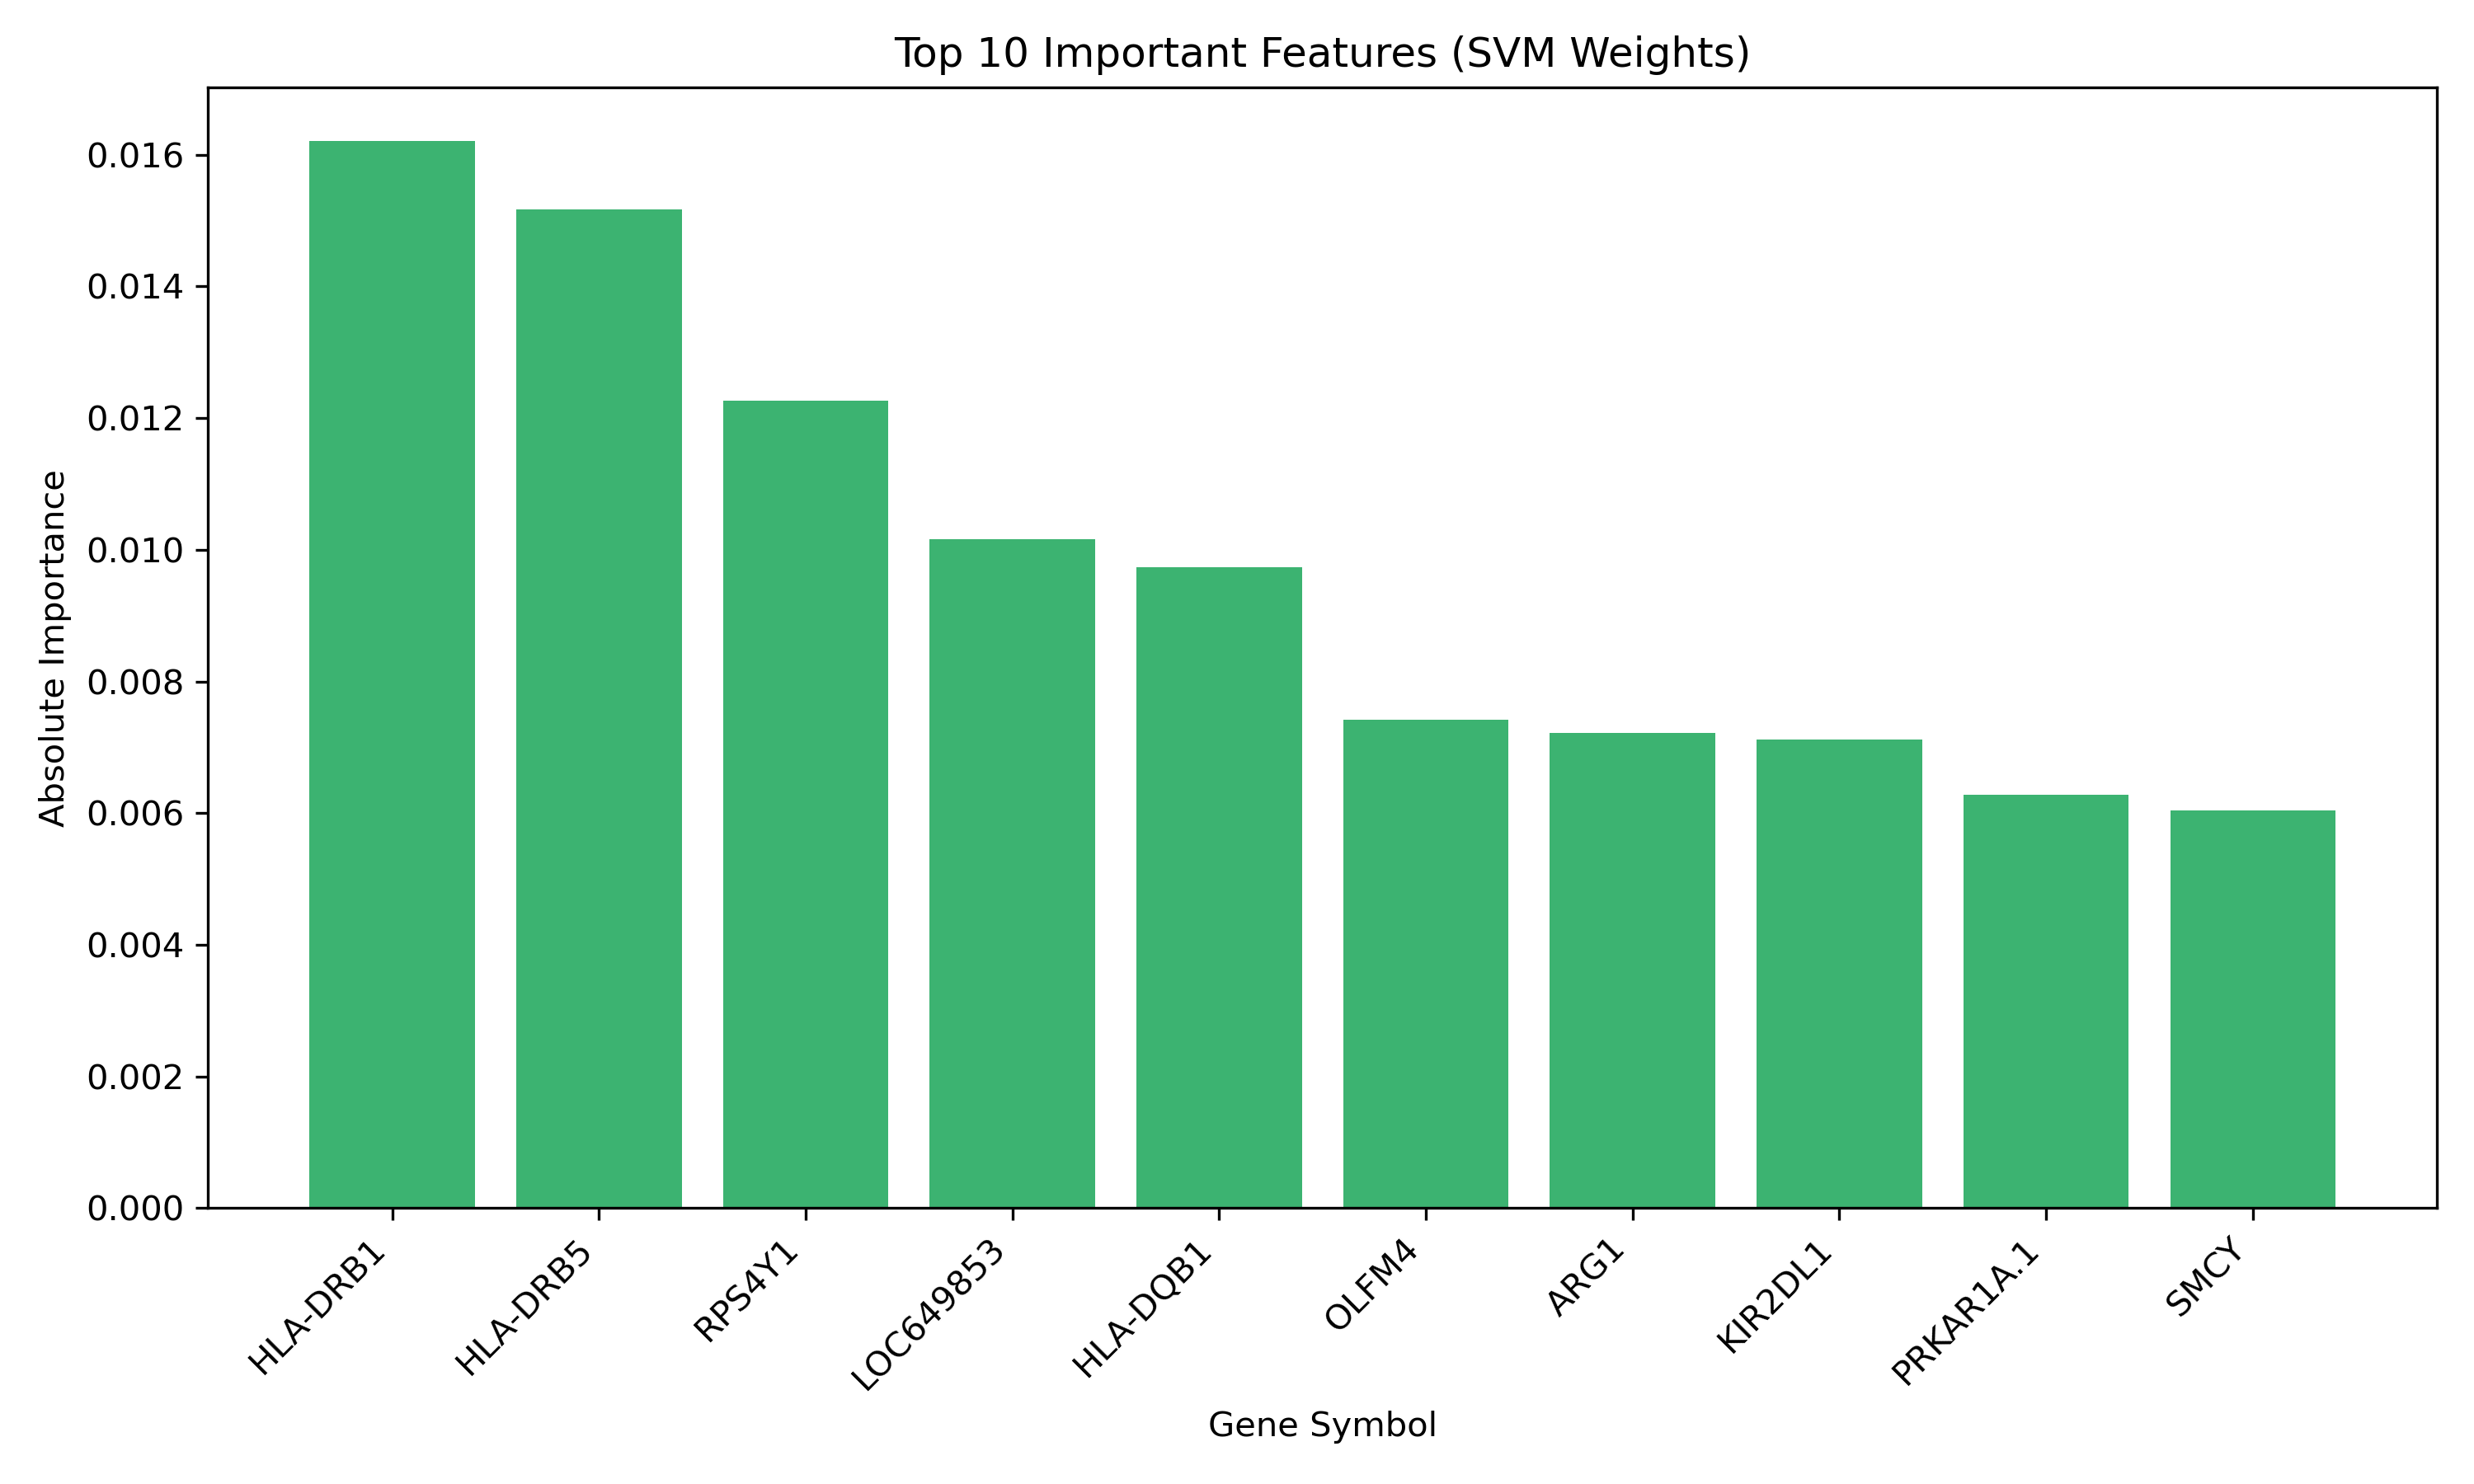 Top 10 Important Features (SVM Weights)
Absolute Importance
0.016
0.014
0.012
0.010
0.008
0.006
0.004
0.002
0.000
HLA-DRB1
HLA-DRB5
RPS4Y1
LOC649853
HLA-DQB1
OLFM4
ARG1
KIR2DL1
PRKAR1A.1
SMCY
Gene Symbol